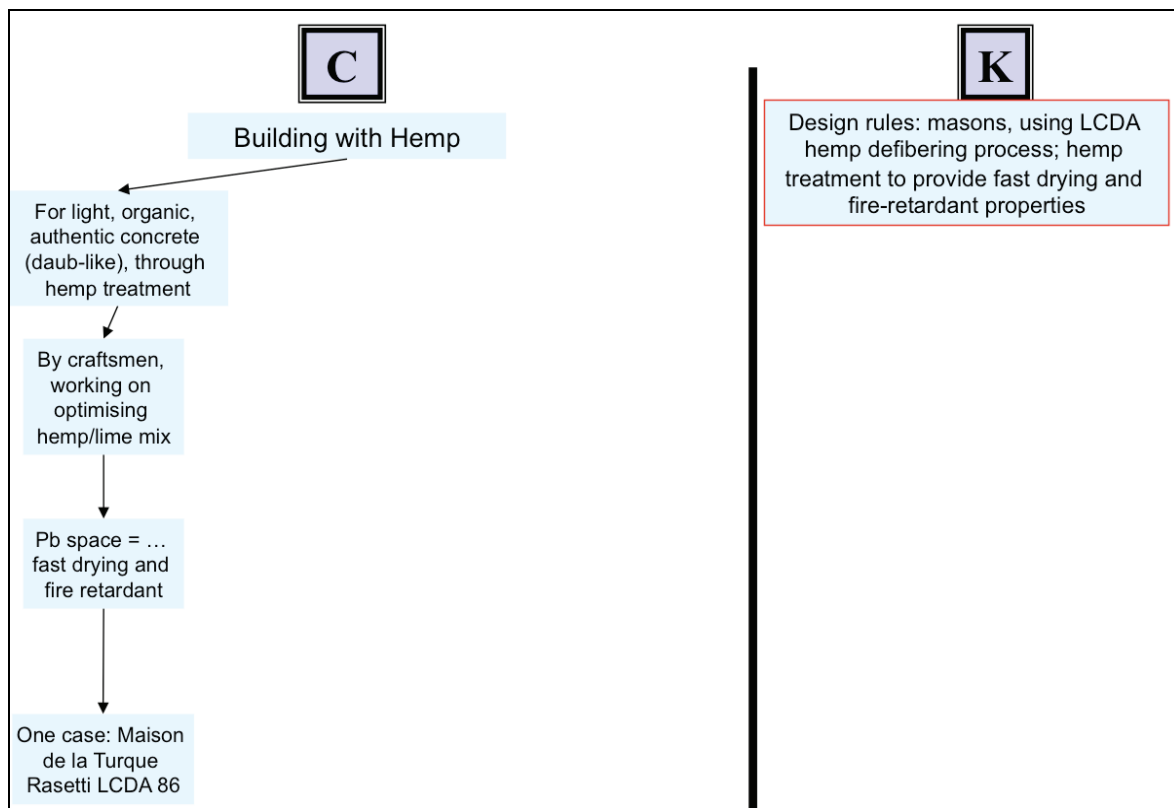 C
Building with Hemp
For light, organic,
authentic concrete
(daub-like), through
hemp treatment
By craftsmen,
working on
optimising
hemp/lime mix
Pb space = …
fast drying and
fire retardant
One case: Maison
de la Turque
Rasetti LCDA 86
K
Design rules: masons, using LCDA
hemp defibering process; hemp
treatment to provide fast drying and
fire-retardant properties